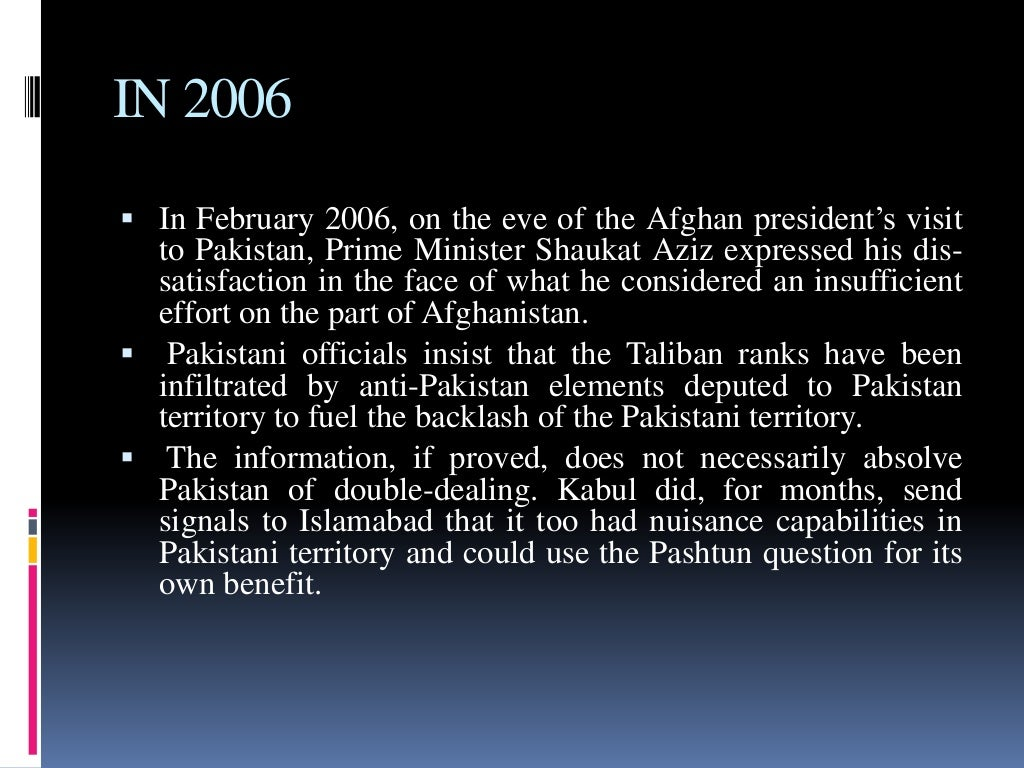 IN 2006
▪ In February 2006, on the eve of the Afghan president’s visit
to Pakistan, Prime Minister Shaukat Aziz expressed his dis-
satisfaction in the face of what he considered an insufficient
effort on the part of Afghanistan.
▪ Pakistani officials insist that the Taliban ranks have been
infiltrated by anti-Pakistan elements deputed to Pakistan
territory to fuel the backlash of the Pakistani territory.
▪ The information, if proved, does not necessarily absolve
Pakistan of double-dealing. Kabul did, for months, send
signals to Islamabad that it too had nuisance capabilities in
Pakistani territory and could use the Pashtun question for its
own benefit.